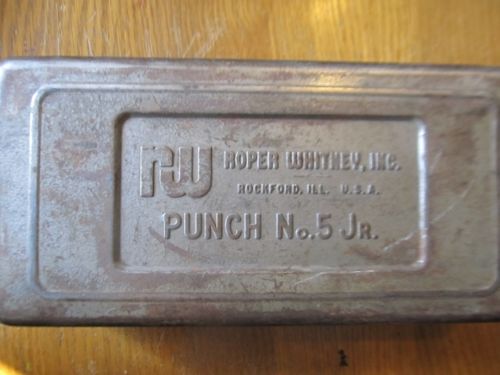 RW ROPER WHITNEY, INC.
ROCKFORD, ILL. U.S.A.
PUNCH No.5 JR.